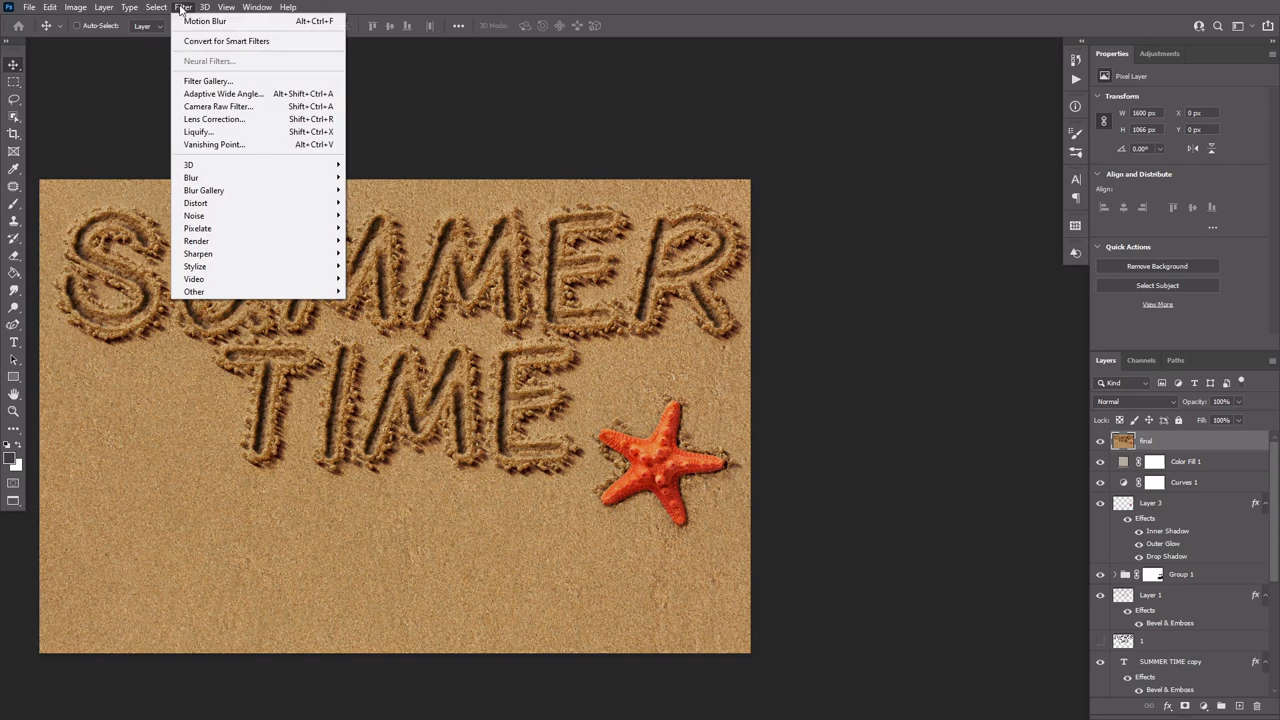 Ps File Edit Image Layer Type Select Filter 3D View Window Help
Auto-Select: Layer 3D Mode:
Motion Blur Alt+Ctrl+F
Convert for Smart Filters
Neural Filters...
Filter Gallery...
Adaptive Wide Angle... Alt+Shift+Ctrl+A
Camera Raw Filter... Shift+Ctrl+A
Lens Correction... Shift+Ctrl+R
Liquify... Shift+Ctrl+X
Vanishing Point... Alt+Ctrl+V
3D
Blur
Blur Gallery
Distort
Noise
Pixelate
Render
Sharpen
Stylize
Video
Other
SUMMER
TIME
Properties Adjustments
Pixel Layer
Transform
W 1600 px X 0 px
H 1066 px Y 0 px
0.00°
Align and Distribute
Align:
Quick Actions
Remove Background
Select Subject
View More
Layers Channels Paths
Kind
Normal Opacity: 100%
Lock: Fill: 100%
final
Color Fill 1
Curves 1
Layer 3 fx
Effects
Inner Shadow
Outer Glow
Drop Shadow
Group 1
Layer 1 fx
Effects
Bevel & Emboss
1
T SUMMER TIME copy fx
Effects
Bevel & Emboss
fx